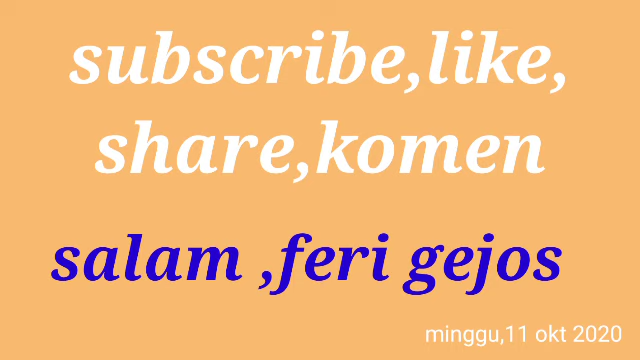 subscribe,like,
share,komen
salam ,feri gejos
minggu,11 okt 2020